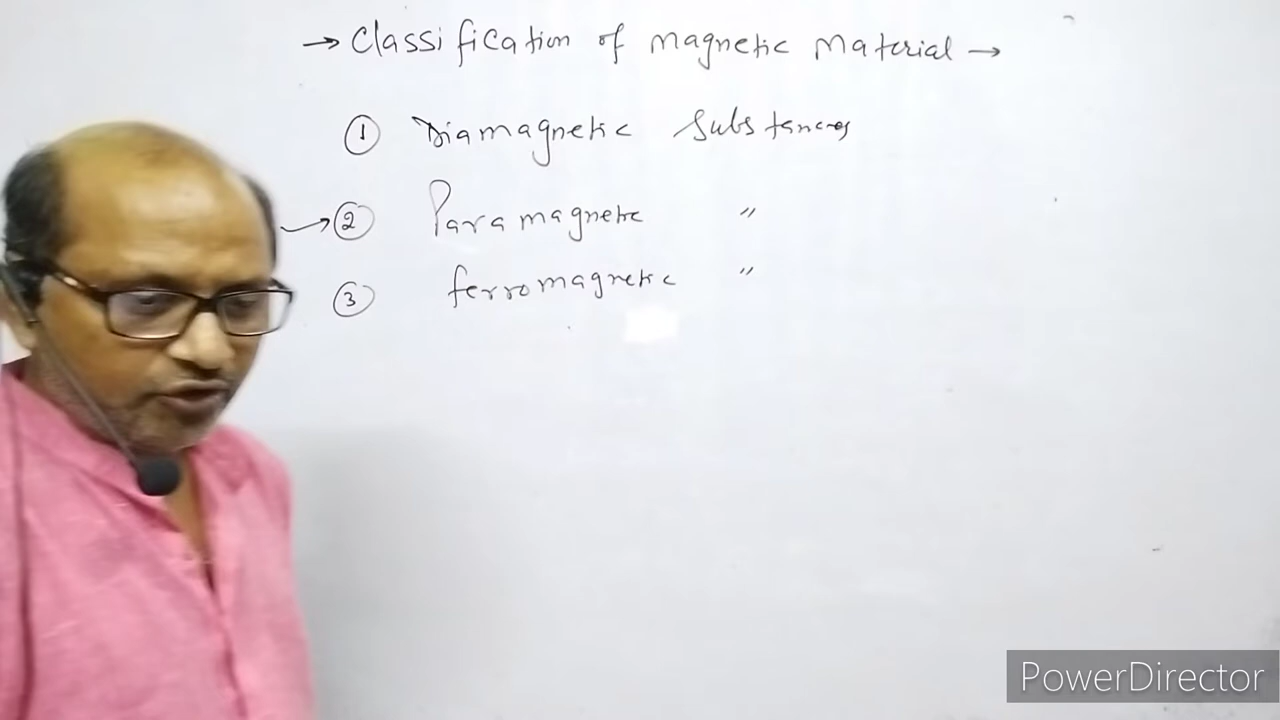 → Classification of magnetic Material →
① Diamagnetic Substances
→ ② Paramagnetic "
③ ferromagnetic "
PowerDirector